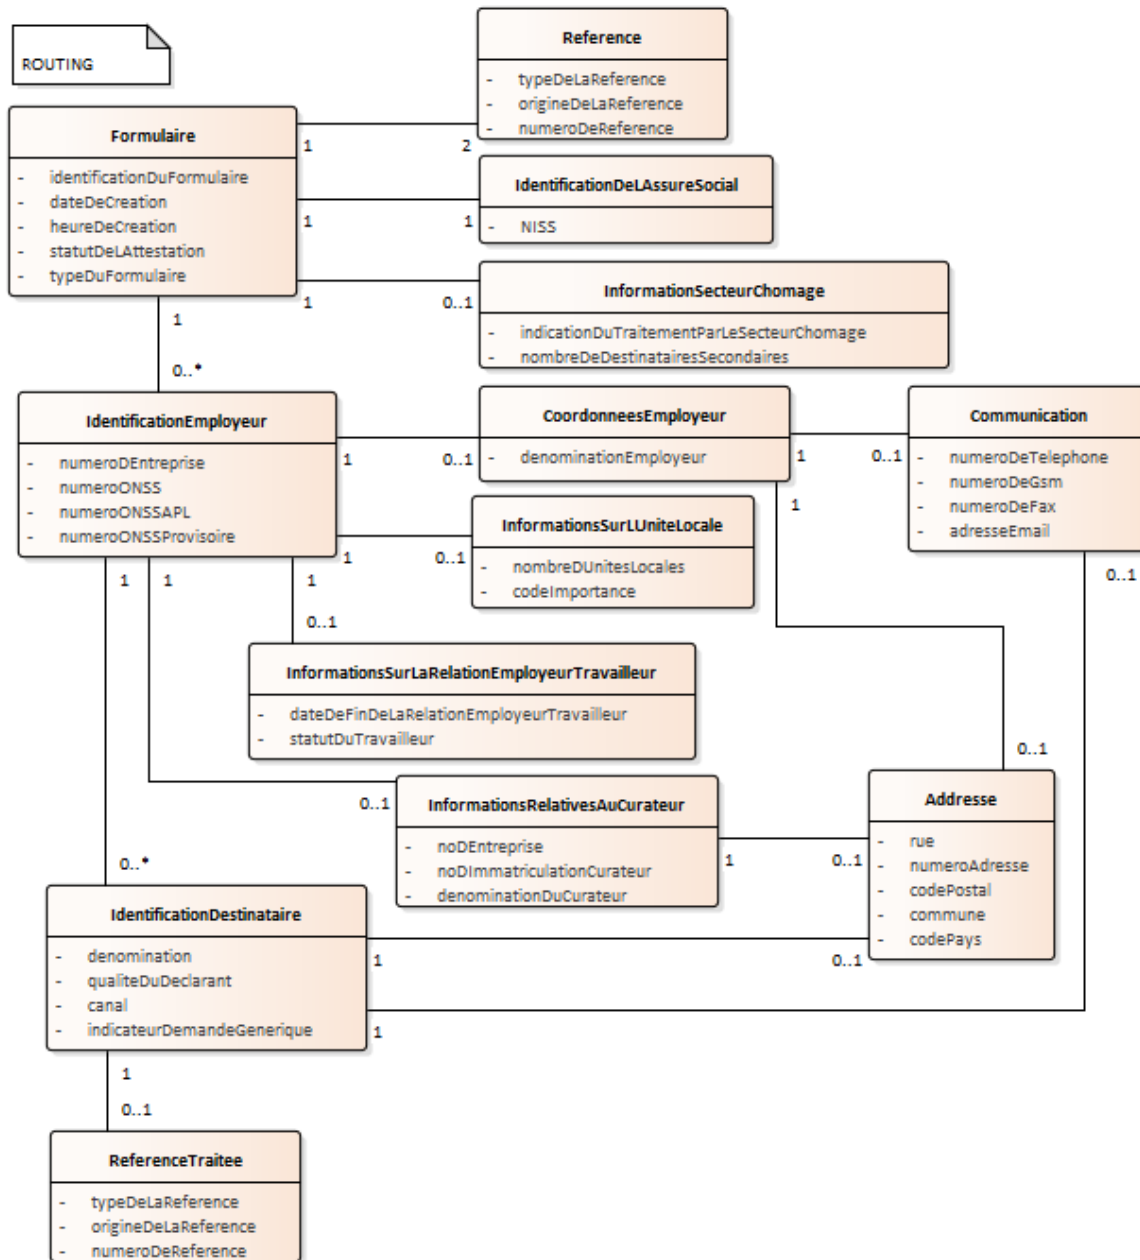 ROUTING
Reference
- typeDeLaReference
- origineDeLaReference
- numeroDeReference
Formulaire
- identificationDuFormulaire
- dateDeCreation
- heureDeCreation
- statutDeLAttestation
- typeDuFormulaire
1
2
IdentificationDeLAssureSocial
- NISS
1
1
InformationSecteurChomage
- indicationDuTraitementParLeSecteurChomage
- nombreDeDestinatairesSecondaires
1
0..1
1
0..*
IdentificationEmployeur
- numeroDEntreprise
- numeroONSS
- numeroONSSAPL
- numeroONSSProvisoire
CoordonneesEmployeur
- denominationEmployeur
Communication
- numeroDeTelephone
- numeroDeGsm
- numeroDeFax
- adresseEmail
1
0..1
1
0..1
1
InformationsSurLUniteLocale
- nombreDUnitesLocales
- codeImportance
1
0..1
1
1
1
0..1
0..1
InformationsSurLaRelationEmployeurTravailleur
- dateDeFinDeLaRelationEmployeurTravailleur
- statutDuTravailleur
0..1
0..1
InformationsRelativesAuCurateur
- noDEntreprise
- noDImmatriculationCurateur
- denominationDuCurateur
Addresse
- rue
- numeroAdresse
- codePostal
- commune
- codePays
1
0..1
0..*
IdentificationDestinataire
- denomination
- qualiteDuDeclarant
- canal
- indicateurDemandeGenerique
1
0..1
1
1
0..1
ReferenceTraitee
- typeDeLaReference
- origineDeLaReference
- numeroDeReference